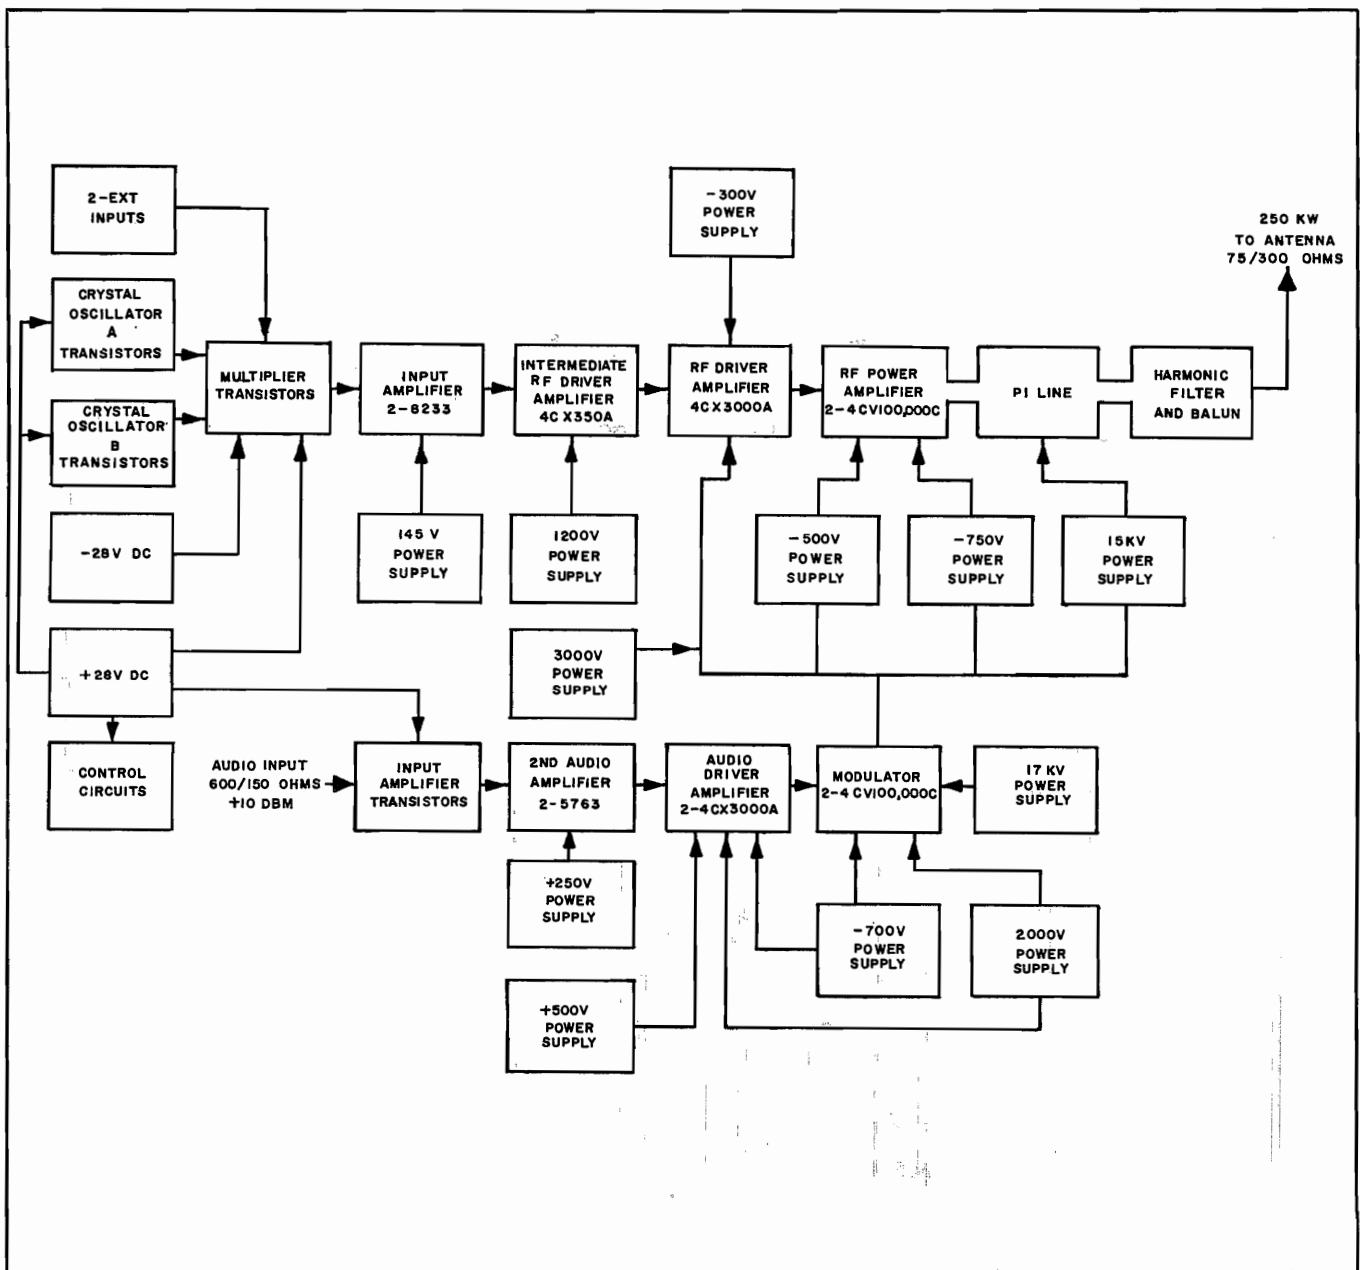 2-EXT
INPUTS
-300V
POWER
SUPPLY
250 KW
TO ANTENNA
75/300 OHMS
CRYSTAL
OSCILLATOR
A
TRANSISTORS
CRYSTAL
OSCILLATOR
B
TRANSISTORS
MULTIPLIER
TRANSISTORS
INPUT
AMPLIFIER
2-8233
INTERMEDIATE
RF DRIVER
AMPLIFIER
4CX350A
RF DRIVER
AMPLIFIER
4CX3000A
RF POWER
AMPLIFIER
2-4CV100,000C
PI LINE
HARMONIC
FILTER
AND BALUN
-28V DC
145 V
POWER
SUPPLY
1200V
POWER
SUPPLY
-500V
POWER
SUPPLY
-750V
POWER
SUPPLY
15KV
POWER
SUPPLY
+28V DC
3000V
POWER
SUPPLY
CONTROL
CIRCUITS
AUDIO INPUT
600/150 OHMS
+10 DBM
INPUT
AMPLIFIER
TRANSISTORS
2ND AUDIO
AMPLIFIER
2-5763
AUDIO
DRIVER
AMPLIFIER
2-4CX3000A
MODULATOR
2-4CV100,000C
17 KV
POWER
SUPPLY
+250V
POWER
SUPPLY
-700V
POWER
SUPPLY
2000V
POWER
SUPPLY
+500V
POWER
SUPPLY